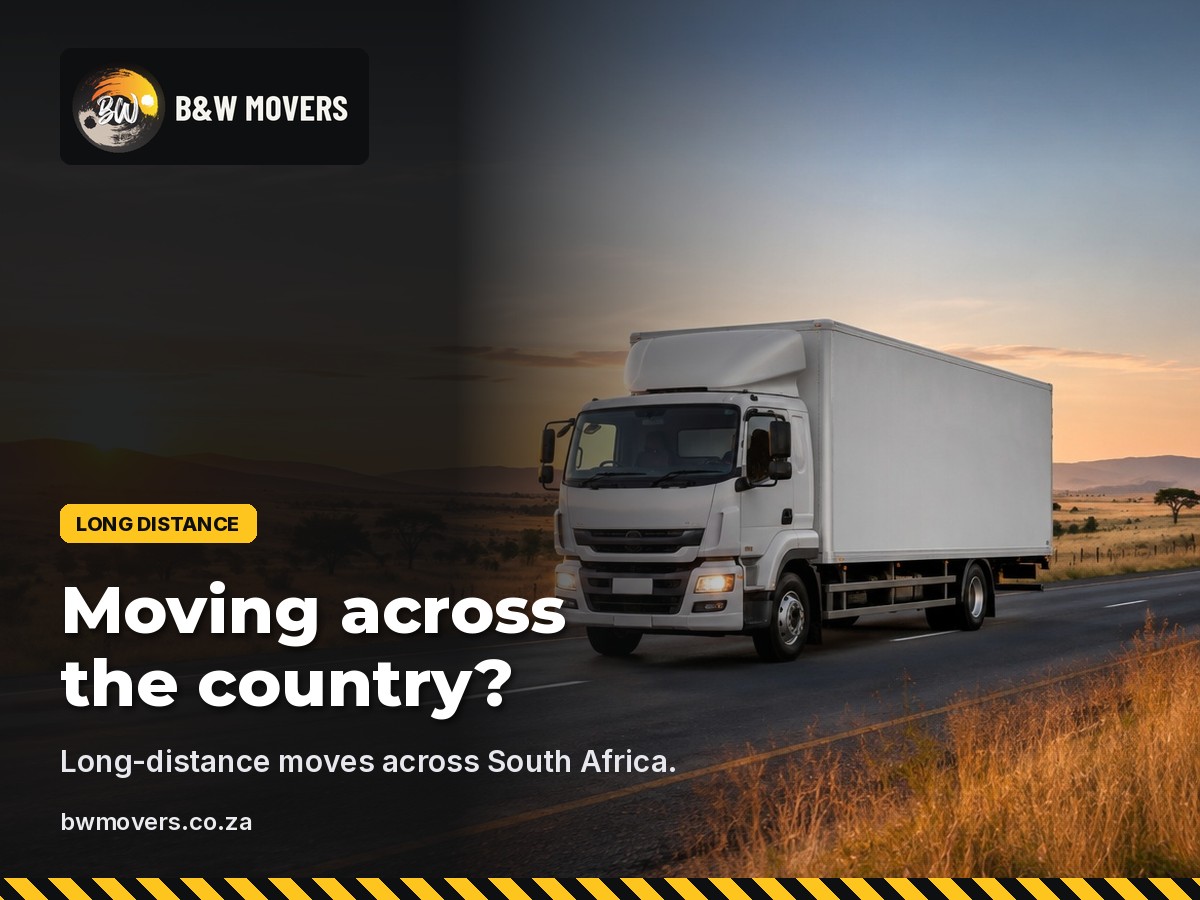 BW
B&W MOVERS
LONG DISTANCE
Moving across
the country?
Long-distance moves across South Africa.
bwmovers.co.za